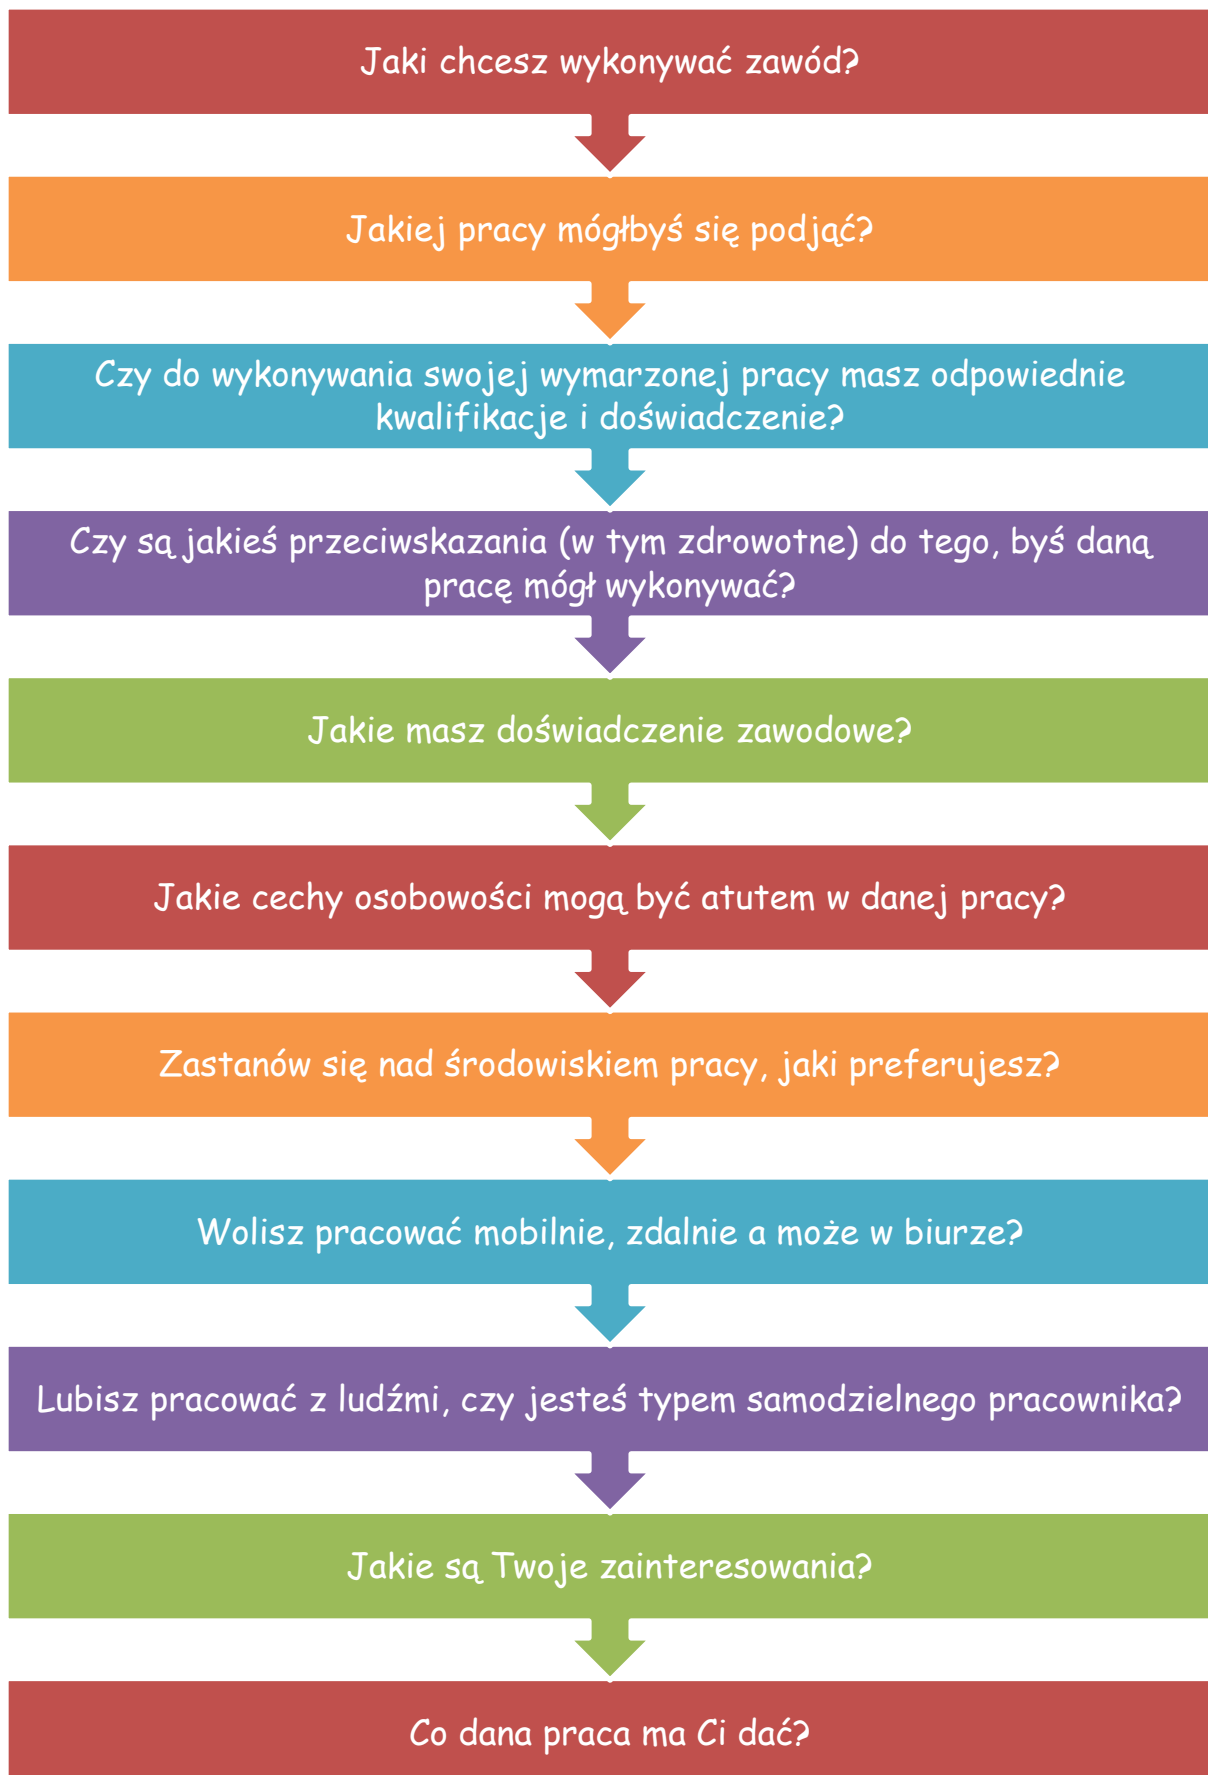 Jaki chcesz wykonywać zawód?
Jakiej pracy mógłbyś się podjąć?
Czy do wykonywania swojej wymarzonej pracy masz odpowiednie
kwalifikacje i doświadczenie?
Czy są jakieś przeciwskazania (w tym zdrowotne) do tego, byś daną
pracę mógł wykonywać?
Jakie masz doświadczenie zawodowe?
Jakie cechy osobowości mogą być atutem w danej pracy?
Zastanów się nad środowiskiem pracy, jaki preferujesz?
Wolisz pracować mobilnie, zdalnie a może w biurze?
Lubisz pracować z ludźmi, czy jesteś typem samodzielnego pracownika?
Jakie są Twoje zainteresowania?
Co dana praca ma Ci dać?